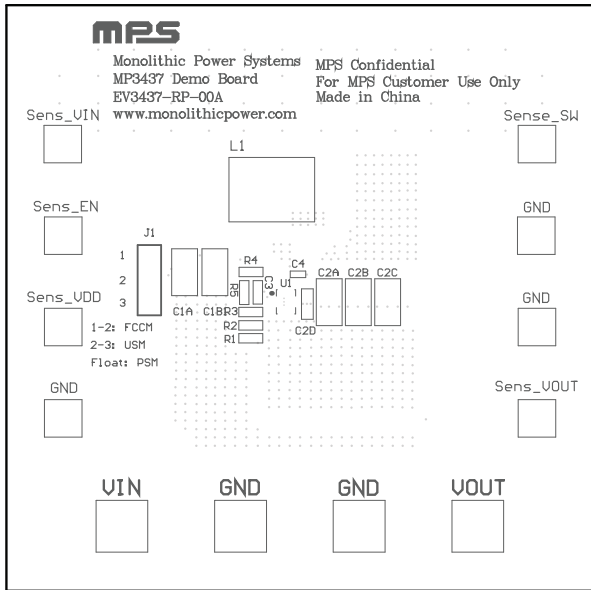 MPS
Monolithic Power Systems
MP3437 Demo Board
EV3437-RP-00A
www.monolithicpower.com
MPS Confidential
For MPS Customer Use Only
Made in China
Sens_VIN
Sense_SW
L1
Sens_EN
GND
J1
1
2
3
R4
C4
C2A
C2B
C2C
R5
C3
U1
Sens_VDD
GND
C1A
C1B
R3
R2
R1
C2D
1-2: FCCM
2-3: USM
Float: PSM
GND
Sens_VOUT
VIN
GND
GND
VOUT